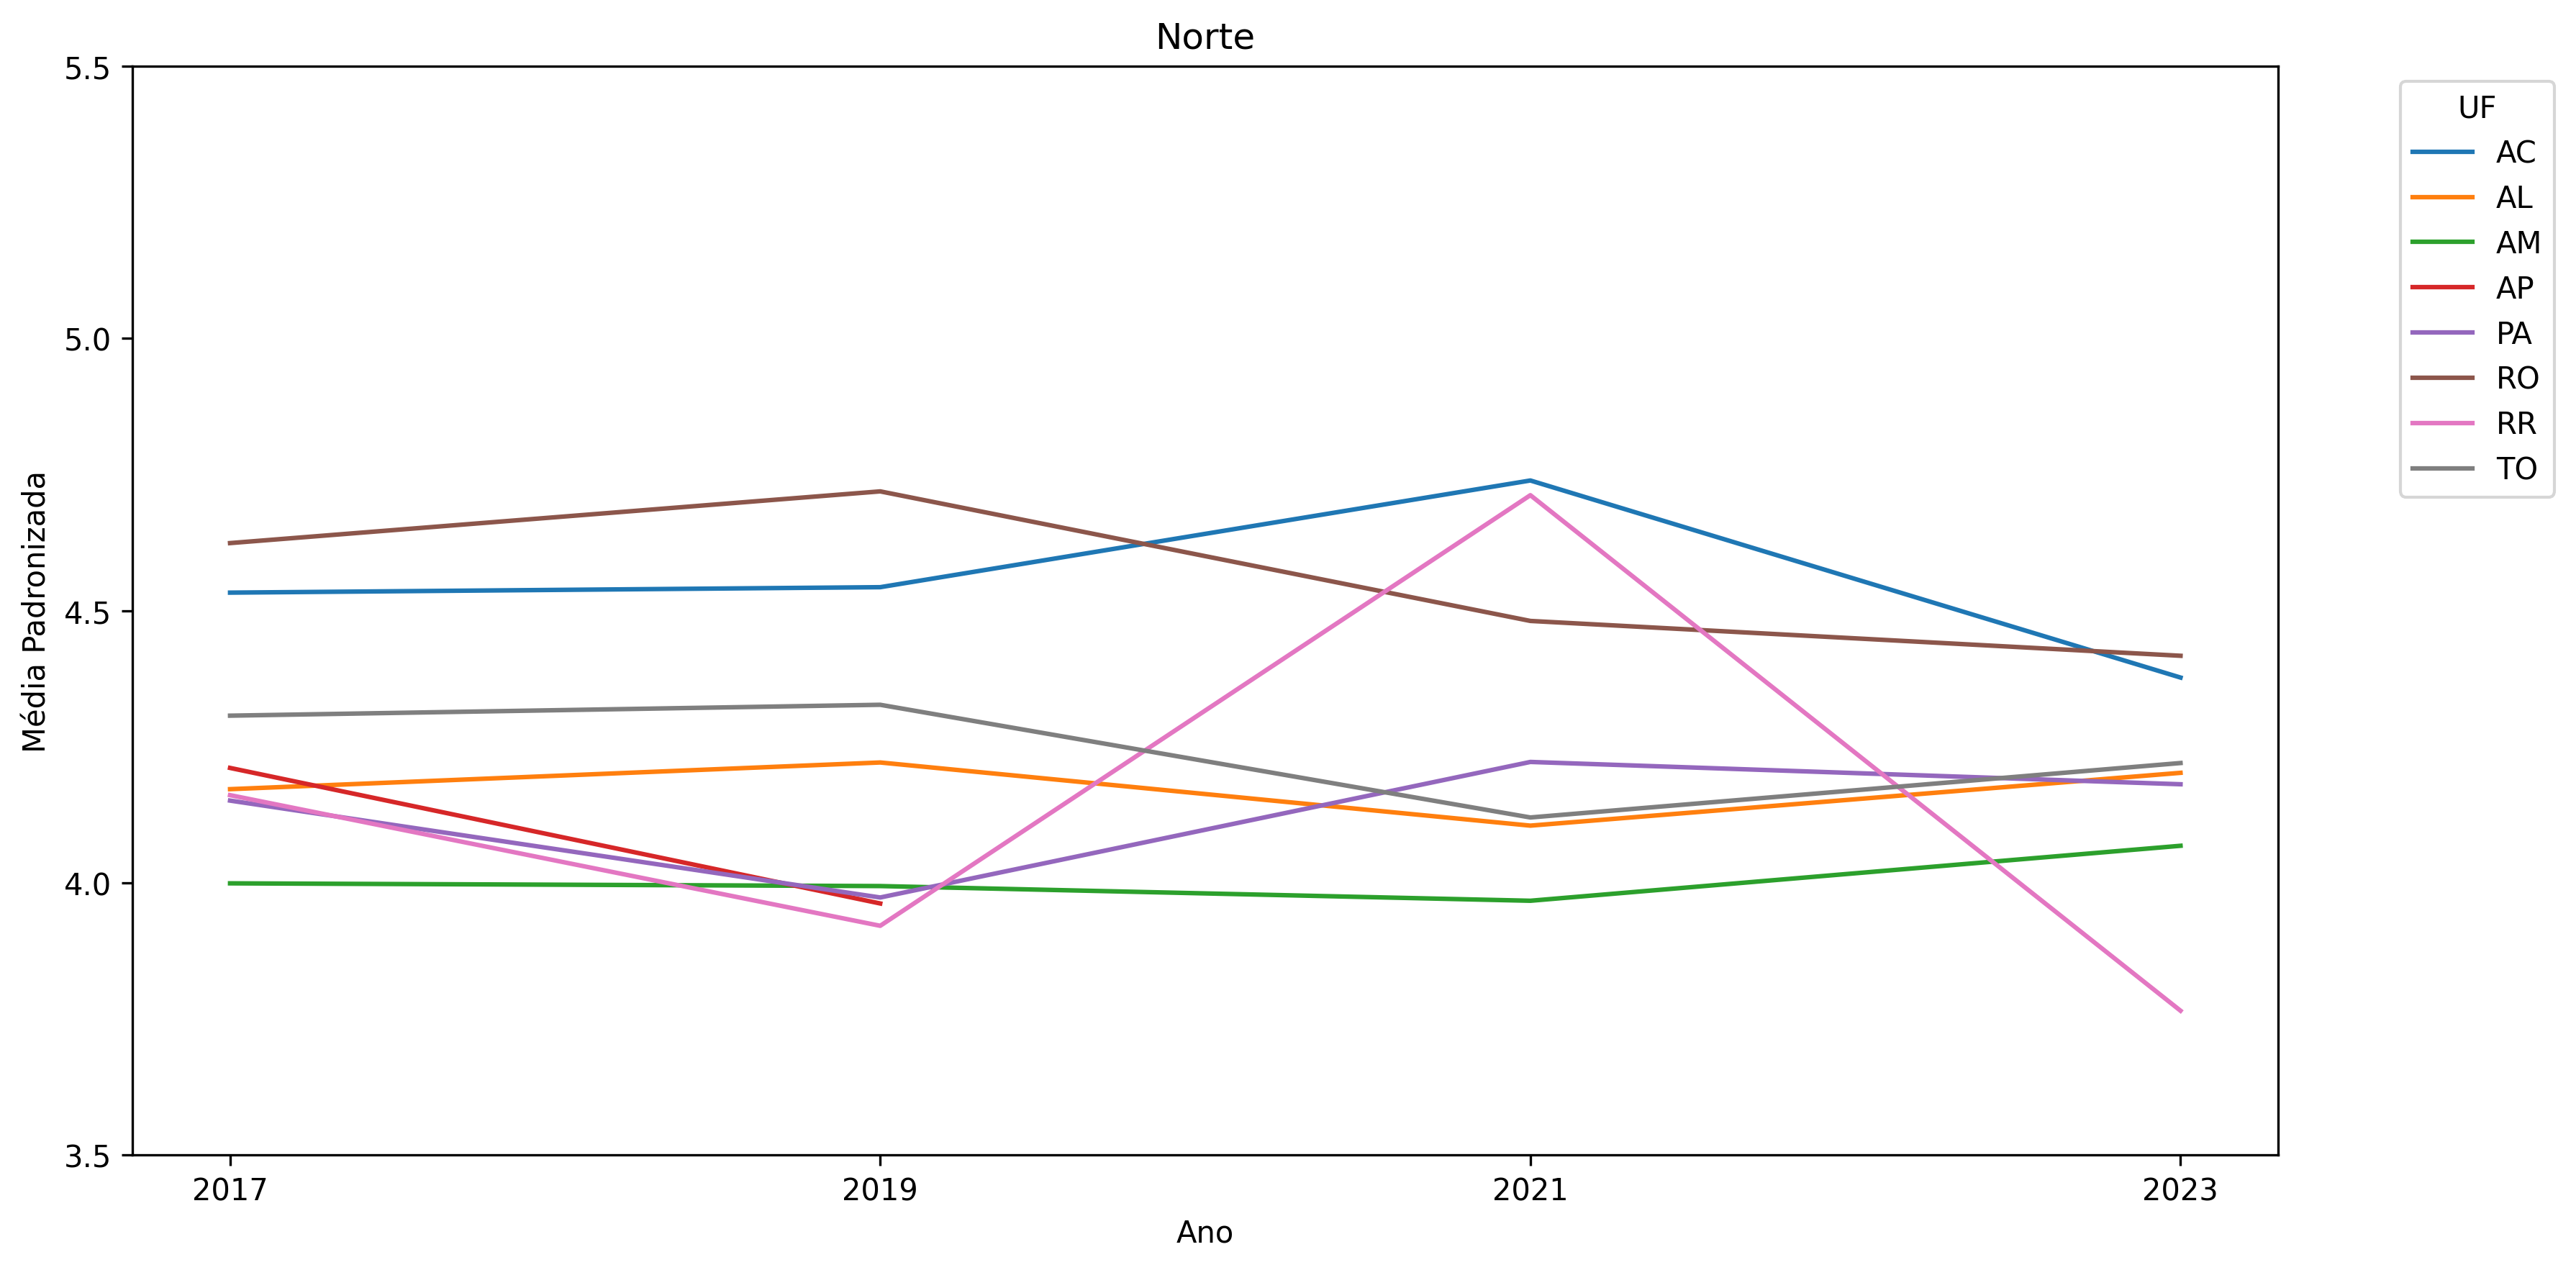 Norte
5.5
5.0
4.5
4.0
3.5
Média Padronizada
2017 2019 2021 2023
Ano
UF
AC
AL
AM
AP
PA
RO
RR
TO